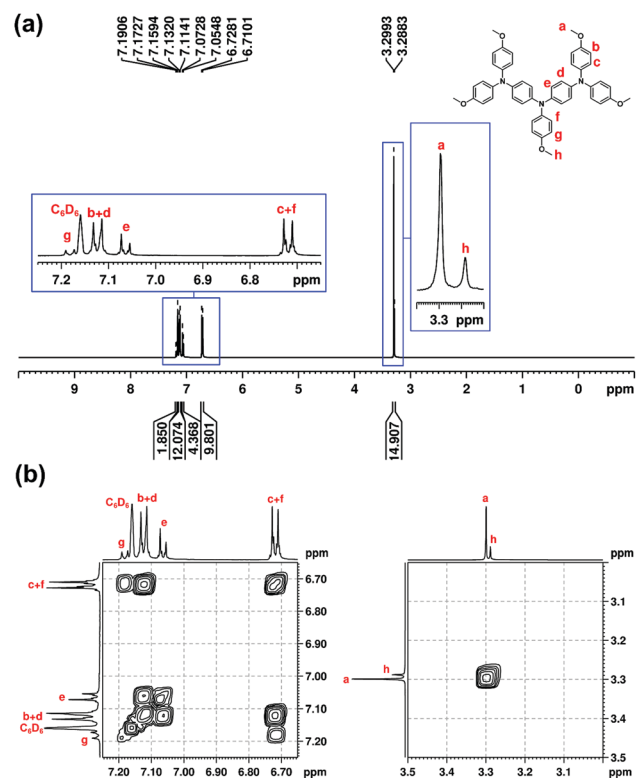 (a)
7.1906
7.1727
7.1594
7.1320
7.1141
7.0728
7.0548
6.7281
6.7101
3.2993
3.2883
a
O
O
b
c
N
N
e
d
O
N
O
f
g
O
h
C6D6
b+d
g
e
c+f
7.2 7.1 7.0 6.9 6.8 ppm
a
h
3.3 ppm
9 8 7 6 5 4 3 2 1 0 ppm
1.850
12.074
4.368
9.801
14.907
(b)
C6D6
b+d
g
e
c+f
ppm
a
h
ppm
c+f
e
b+d
C6D6
g
6.70
6.80
6.90
7.00
7.10
7.20
7.20 7.10 7.00 6.90 6.80 6.70 ppm
h
a
3.1
3.2
3.3
3.4
3.5
3.5 3.4 3.3 3.2 3.1 ppm